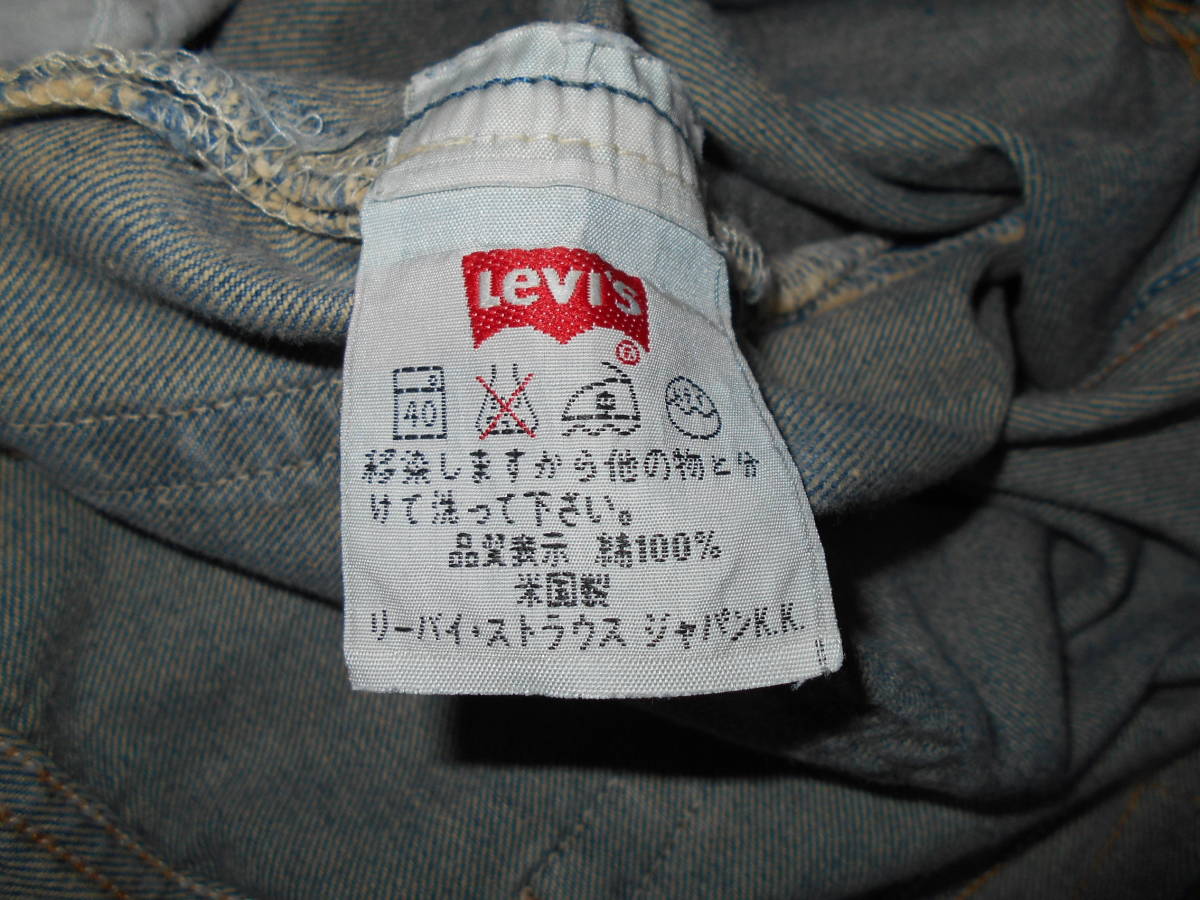 Levi's
®
40
移染しますから他の物と分
けて洗って下さい。
品質表示 綿100%
米国製
リーバイ・ストラウス ジャパンK.K.